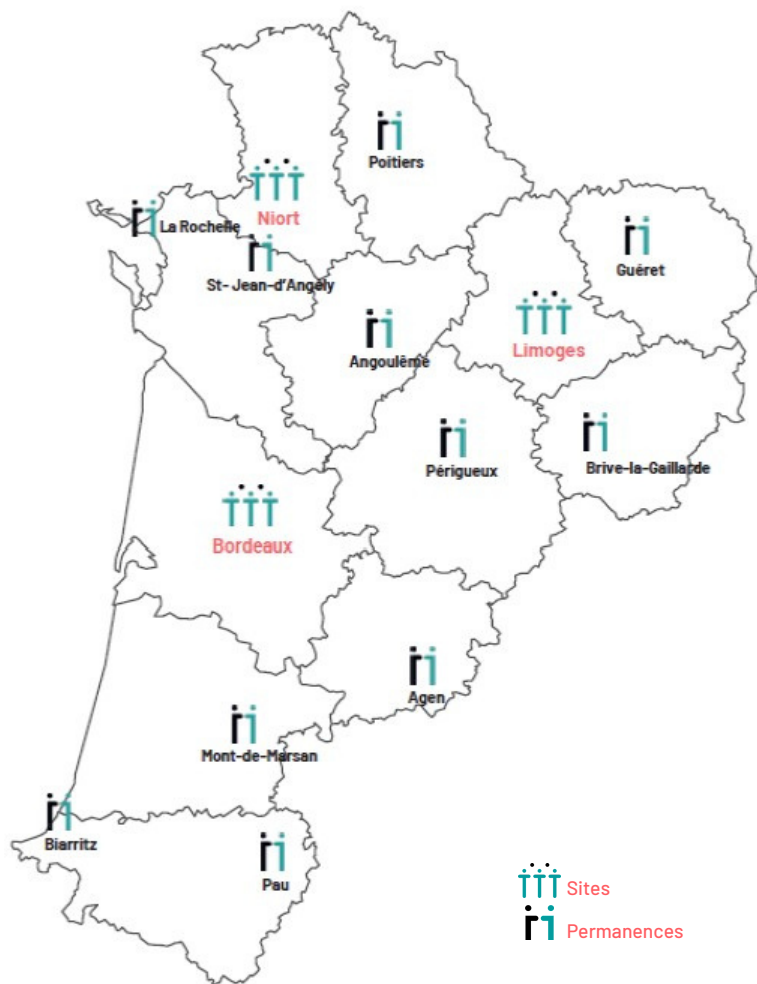 Poitiers
Niort
La Rochelle
St- Jean-d'Angély
Guéret
Angoulême
Limoges
Périgueux
Brive-la-Gaillarde
Bordeaux
Agen
Mont-de-Marsan
Biarritz
Pau
Sites
Permanences